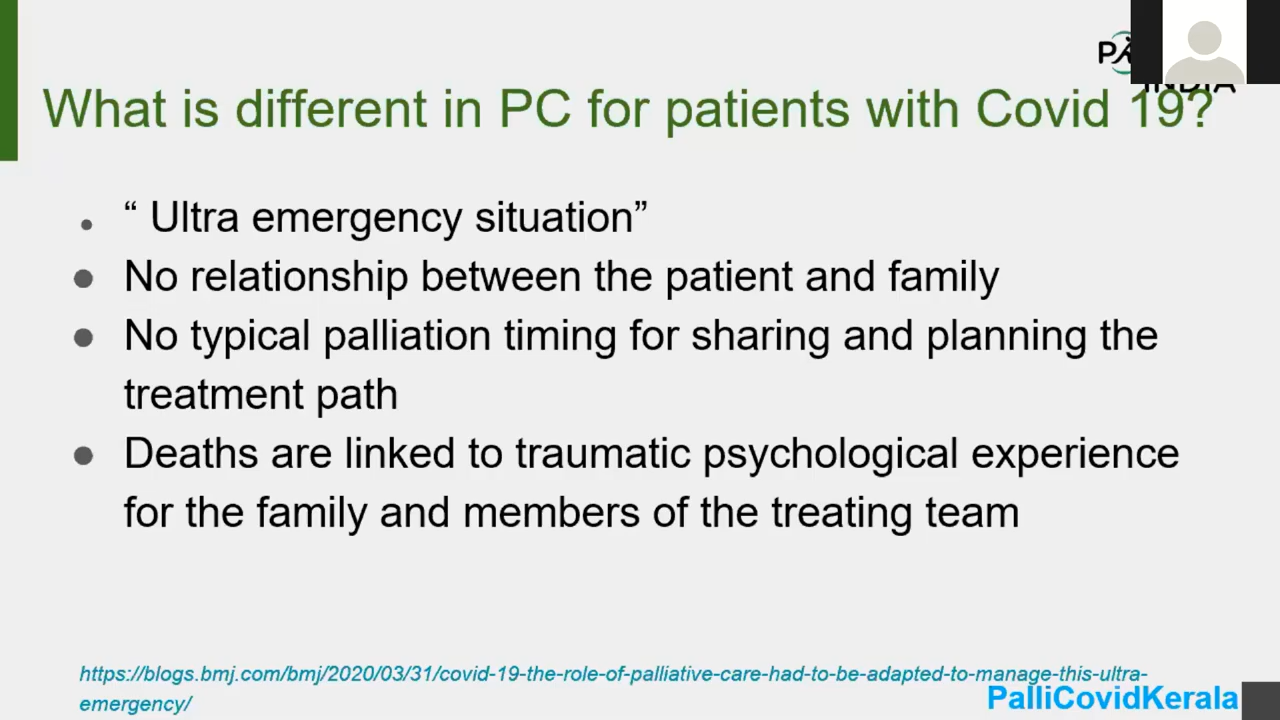 What is different in PC for patients with Covid 19?
“ Ultra emergency situation”
No relationship between the patient and family
No typical palliation timing for sharing and planning the
treatment path
Deaths are linked to traumatic psychological experience
for the family and members of the treating team
https://blogs.bmj.com/bmj/2020/03/31/covid-19-the-role-of-palliative-care-had-to-be-adapted-to-manage-this-ultra-
emergency/
PalliCovidKerala